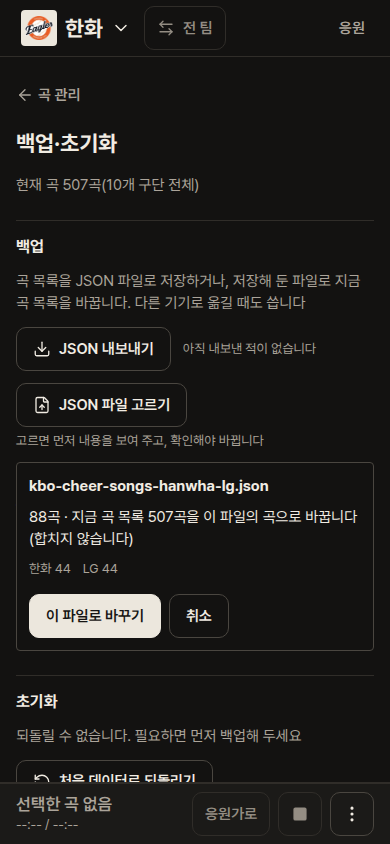 Eagles
한화
전 팀
응원
곡 관리
백업·초기화
현재 곡 507곡(10개 구단 전체)
백업
곡 목록을 JSON 파일로 저장하거나, 저장해 둔 파일로 지금
곡 목록을 바꿉니다. 다른 기기로 옮길 때도 씁니다
JSON 내보내기
아직 내보낸 적이 없습니다
JSON 파일 고르기
고르면 먼저 내용을 보여 주고, 확인해야 바뀝니다
kbo-cheer-songs-hanwha-lg.json
88곡 · 지금 곡 목록 507곡을 이 파일의 곡으로 바꿉니다
(합치지 않습니다)
한화 44 LG 44
이 파일로 바꾸기
취소
초기화
되돌릴 수 없습니다. 필요하면 먼저 백업해 두세요
처음 데이터로 되돌리기
선택한 곡 없음
--:-- / --:--
응원가로